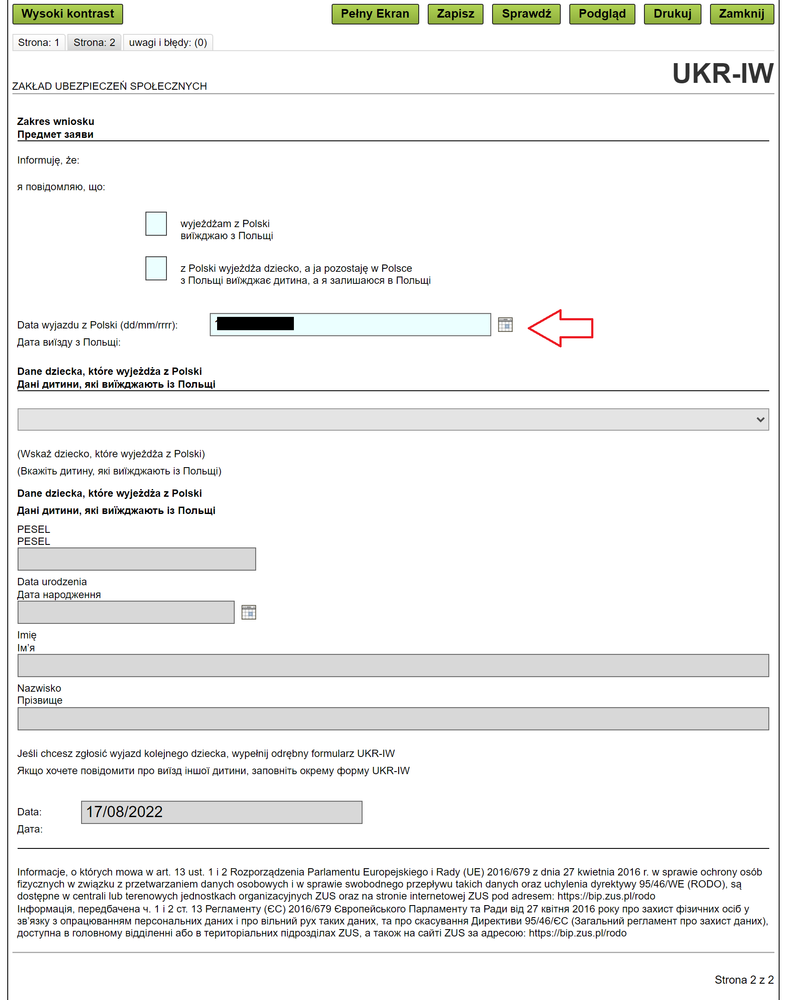 Wysoki kontrast
Pełny Ekran
Zapisz
Sprawdź
Podgląd
Drukuj
Zamknij
Strona: 1
Strona: 2
uwagi i błędy: (0)
UKR-IW
ZAKŁAD UBEZPIECZEŃ SPOŁECZNYCH
Zakres wniosku
Предмет заяви
Informuję, że:
я повідомляю, що:
wyjeżdżam z Polski
виїжджаю з Польщі
z Polski wyjeżdża dziecko, a ja pozostaję w Polsce
з Польщі виїжджає дитина, а я залишаюся в Польщі
Data wyjazdu z Polski (dd/mm/rrrr):
Дата виїзду з Польщі:
Dane dziecka, które wyjeżdża z Polski
Дані дитини, які виїжджають із Польщі
(Wskaż dziecko, które wyjeżdża z Polski)
(Вкажіть дитину, які виїжджають із Польщі)
Dane dziecka, które wyjeżdża z Polski
Дані дитини, які виїжджають із Польщі
PESEL
PESEL
Data urodzenia
Дата народження
Imię
Ім’я
Nazwisko
Прізвище
Jeśli chcesz zgłosić wyjazd kolejnego dziecka, wypełnij odrębny formularz UKR-IW
Якщо хочете повідомити про виїзд іншої дитини, заповніть окрему форму UKR-IW
Data:
17/08/2022
Дата:
Informacje, o których mowa w art. 13 ust. 1 i 2 Rozporządzenia Parlamentu Europejskiego i Rady (UE) 2016/679 z dnia 27 kwietnia 2016 r. w sprawie ochrony osób
fizycznych w związku z przetwarzaniem danych osobowych i w sprawie swobodnego przepływu takich danych oraz uchylenia dyrektywy 95/46/WE (RODO), są
dostępne w centrali lub terenowych jednostkach organizacyjnych ZUS oraz na stronie internetowej ZUS pod adresem: https://bip.zus.pl/rodo
Інформація, передбачена ч. 1 і 2 ст. 13 Регламенту (ЄС) 2016/679 Європейського Парламенту та Ради від 27 квітня 2016 року про захист фізичних осіб у
зв’язку з опрацюванням персональних даних і про вільний рух таких даних, та про скасування Директиви 95/46/ЄС (Загальний регламент про захист даних),
доступна в головному відділенні або в територіальних підрозділах ZUS, а також на сайті ZUS за адресою: https://bip.zus.pl/rodo
Strona 2 z 2